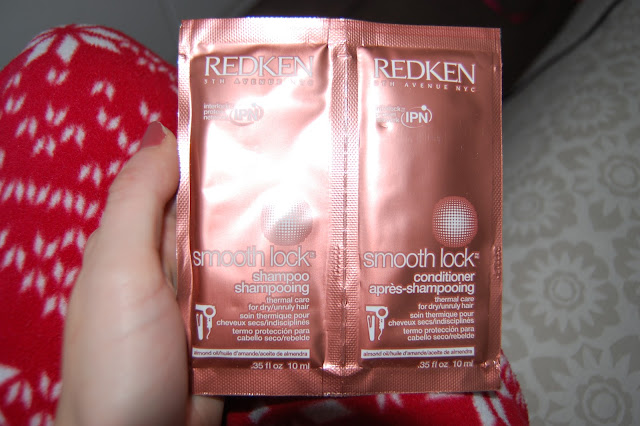 REDKEN
5TH AVENUE NYC
IPN
smooth lock
shampoo
shampooing
thermal care
for dry/unruly hair
soin thermique pour
cheveux secs/indisciplinés
termo protección para
cabello seco/rebelde
almond oil/huile d'amande/aceite de almendra
.35 fl oz 10 ml
REDKEN
5TH AVENUE NYC
IPN
smooth lock
conditioner
après-shampooing
thermal care
for dry/unruly hair
soin thermique pour
cheveux secs/indisciplinés
termo protección para
cabello seco/rebelde
almond oil/huile d'amande/aceite de almendra
.35 fl oz 10 ml